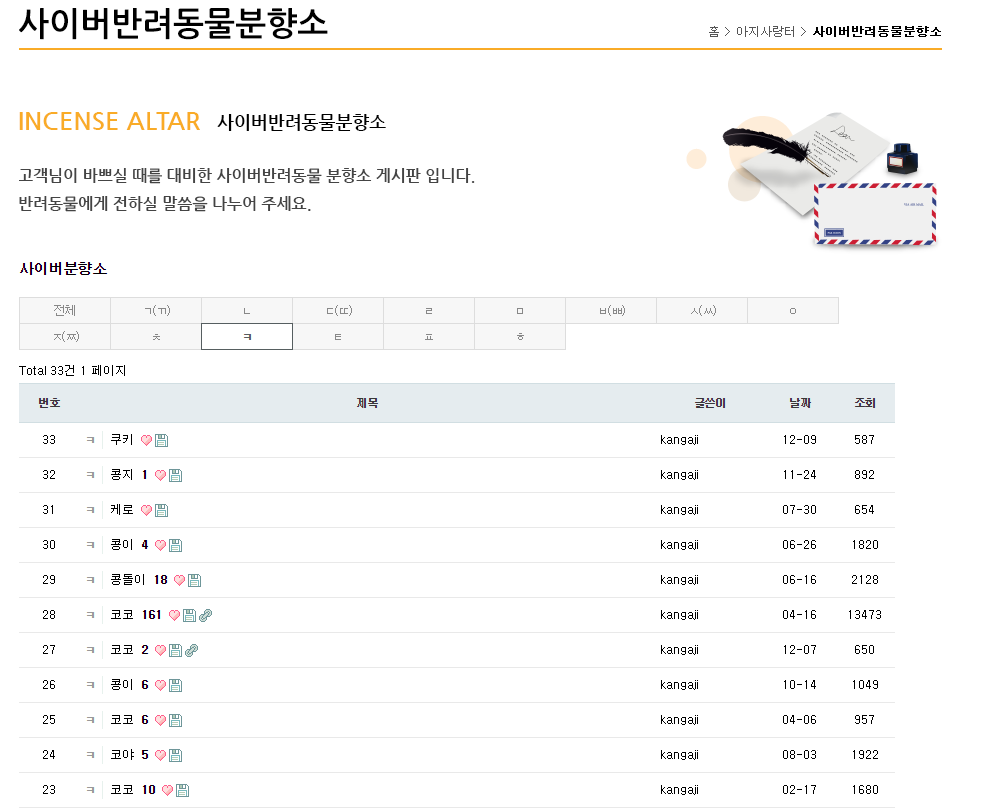 사이버반려동물분향소
홈 > 아지사랑터 > 사이버반려동물분향소
INCENSE ALTAR 사이버반려동물분향소
고객님이 바쁘실 때를 대비한 사이버반려동물 분향소 게시판 입니다.
반려동물에게 전하실 말씀을 나누어 주세요.
사이버분향소
전체 ㄱ(ㄲ) ㄴ ㄷ(ㄸ) ㄹ ㅁ ㅂ(ㅃ) ㅅ(ㅆ) ㅇ
ㅈ(ㅉ) ㅊ ㅋ ㅌ ㅍ ㅎ
Total 33건 1 페이지
번호 제목 글쓴이 날짜 조회
33 ㅋ 쿠키 kangaji 12-09 587
32 ㅋ 콩지 1 kangaji 11-24 892
31 ㅋ 케로 kangaji 07-30 654
30 ㅋ 콩이 4 kangaji 06-26 1820
29 ㅋ 콩돌이 18 kangaji 06-16 2128
28 ㅋ 코코 161 kangaji 04-16 13473
27 ㅋ 코코 2 kangaji 12-07 650
26 ㅋ 콩이 6 kangaji 10-14 1049
25 ㅋ 코코 6 kangaji 04-06 957
24 ㅋ 코야 5 kangaji 08-03 1922
23 ㅋ 코코 10 kangaji 02-17 1680